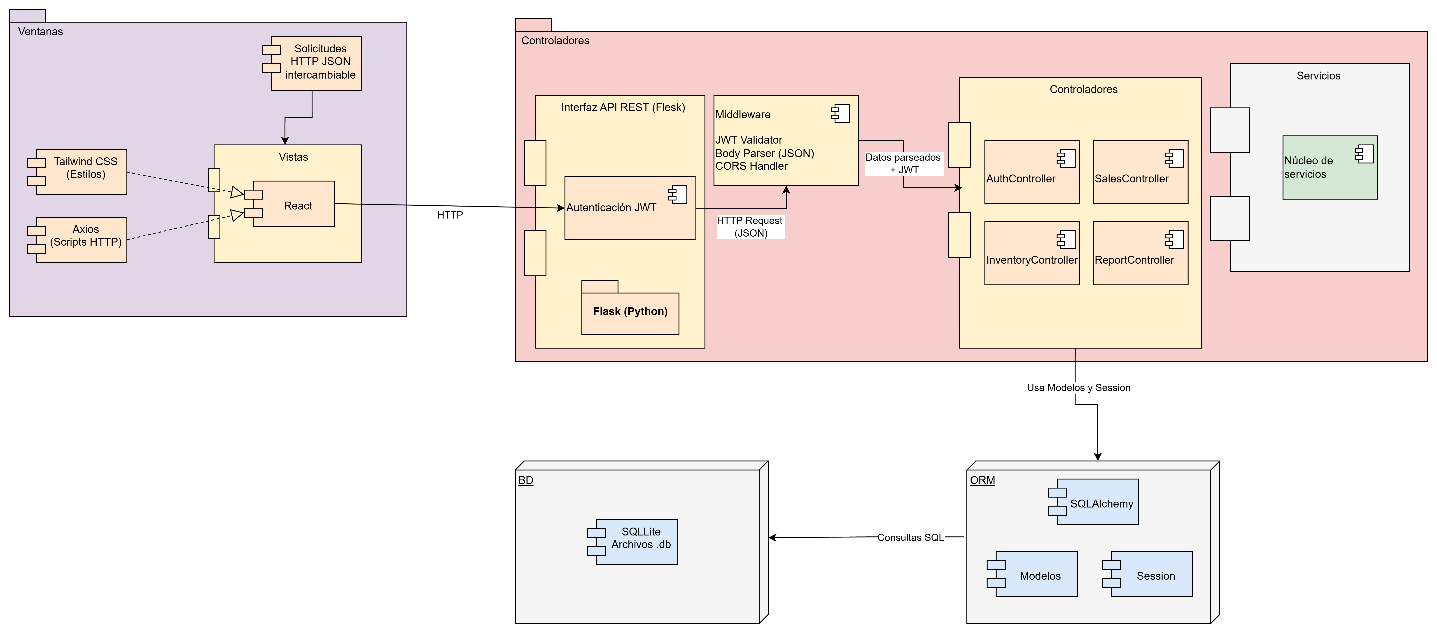 Ventanas
Solicitudes
HTTP JSON
intercambiable
Tailwind CSS
(Estilos)
Axios
(Scripts HTTP)
Vistas
React
HTTP
Controladores
Interfaz API REST (Flesk)
Autenticación JWT
Flask (Python)
HTTP Request
(JSON)
Middleware
JWT Validator
Body Parser (JSON)
CORS Handler
Datos parseados
+ JWT
Controladores
AuthController
SalesController
InventoryController
ReportController
Servicios
Núcleo de
servicios
Usa Modelos y Session
BD
SQLLite
Archivos .db
Consultas SQL
ORM
SQLAlchemy
Modelos
Session